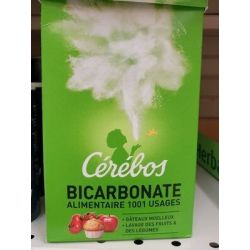 Cérébos
BICARBONATE
ALIMENTAIRE 1001 USAGES
• GÂTEAUX MOELLEUX
• LAVAGE DES FRUITS &
DES LÉGUMES